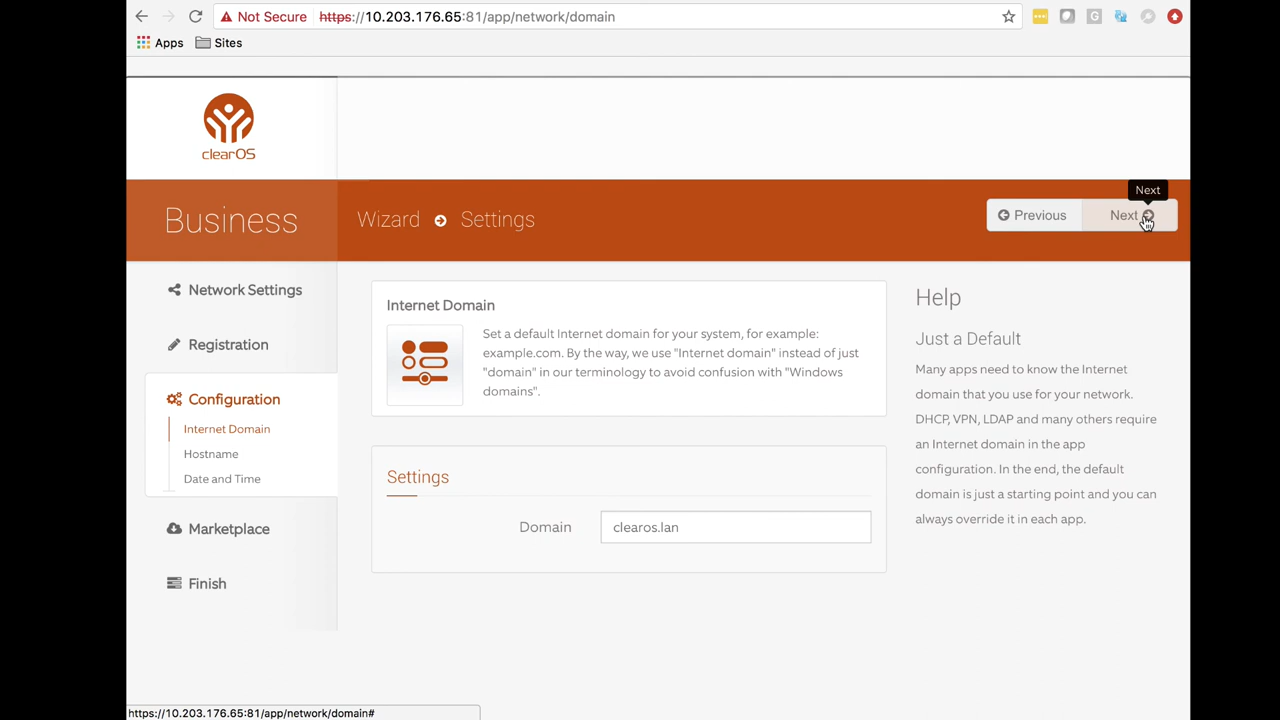 Not Secure https://10.203.176.65:81/app/network/domain
Apps Sites
clearOS
Business
Wizard Settings
Next
Previous
Next
Network Settings
Registration
Configuration
Internet Domain
Hostname
Date and Time
Marketplace
Finish
Internet Domain
Set a default Internet domain for your system, for example:
example.com. By the way, we use "Internet domain" instead of just
"domain" in our terminology to avoid confusion with "Windows
domains".
Settings
Domain clearos.lan
Help
Just a Default
Many apps need to know the Internet
domain that you use for your network.
DHCP, VPN, LDAP and many others require
an Internet domain in the app
configuration. In the end, the default
domain is just a starting point and you can
always override it in each app.
https://10.203.176.65:81/app/network/domain#